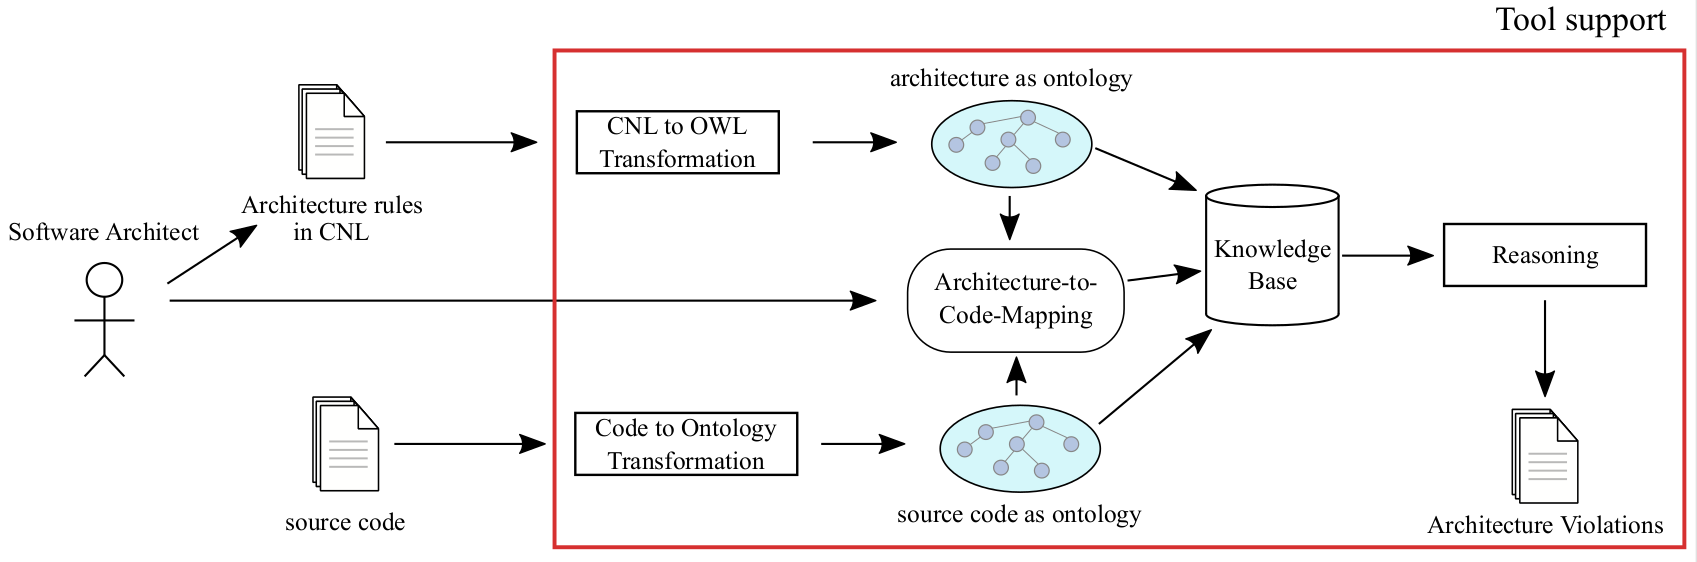 Tool support
architecture as ontology
CNL to OWL
Transformation
Architecture rules
in CNL
Software Architect
Knowledge
Base
Reasoning
Architecture-to-
Code-Mapping
Code to Ontology
Transformation
source code
source code as ontology
Architecture Violations